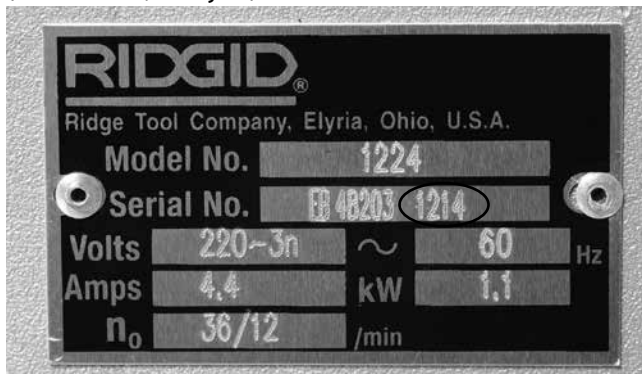 RIDGID®
Ridge Tool Company, Elyria, Ohio, U.S.A.
Model No. 1224
Serial No. EB 48203 1214
Volts 220~3n ~ 60 Hz
Amps 4.4 kW 1.1
n₀ 36/12 /min